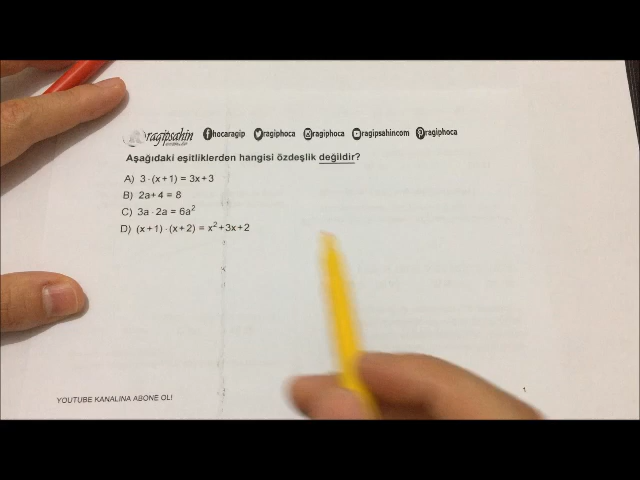 ragipsahin hocaragip ragiphoca ragiphoca ragipsahincom ragiphoca
Aşağıdaki eşitliklerden hangisi özdeşlik değildir?
A) 3·(x+1) = 3x+3
B) 2a+4 = 8
C) 3a·2a = 6a²
D) (x+1)·(x+2) = x²+3x+2
YOUTUBE KANALINA ABONE OL!
1